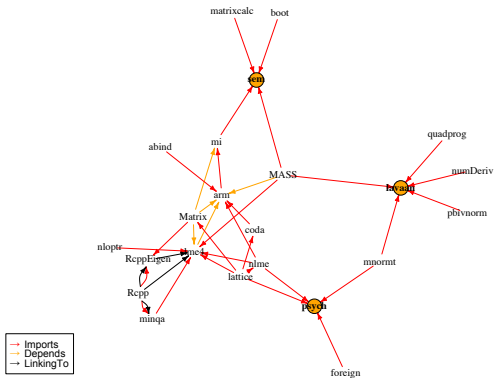 matrixcalc
boot
sem
quadprog
mi
abind
MASS
numDeriv
lavaan
arm
pbivnorm
Matrix
coda
nloptr
lme4
RcppEigen
nlme
mnormt
lattice
Rcpp
psych
minqa
Imports
Depends
LinkingTo
foreign